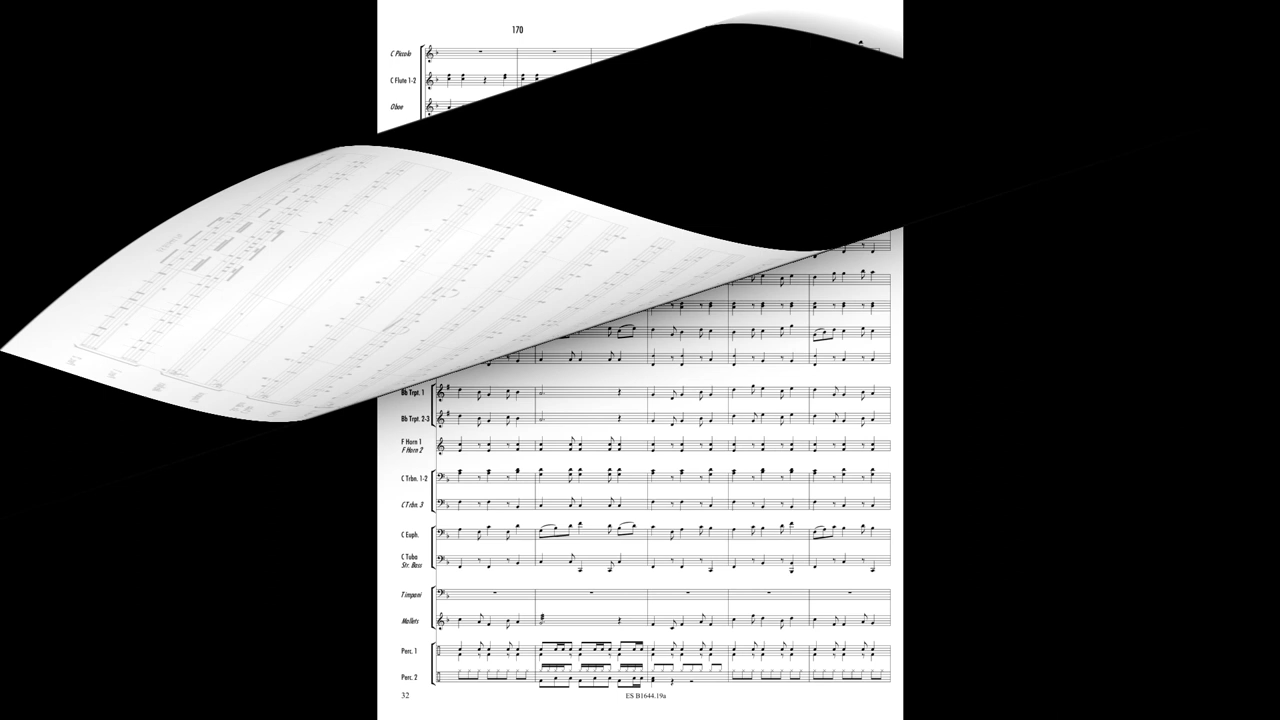 170
C Piccolo
C Flute 1-2
Oboe
Bb Trpt. 1
Bb Trpt. 2-3
F Horn 1
F Horn 2
C Trbn. 1-2
C Trbn. 3
C Euph.
C Tuba
Str. Bass
Timpani
Mallets
Perc. 1
Perc. 2
32
ES B1644.19a